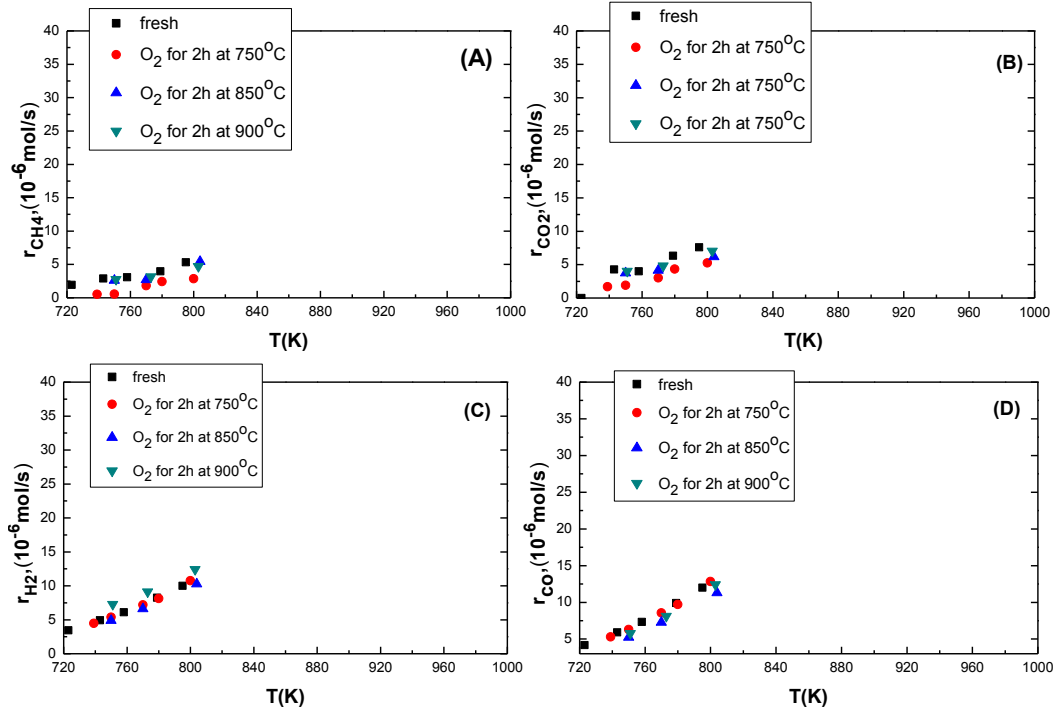 fresh
O2 for 2h at 750oC
O2 for 2h at 850oC
O2 for 2h at 900oC
(A)
rCH4,(10-6mol/s)
40
35
30
25
20
15
10
5
0
720 760 800 840 880 920 960 1000
T(K)
fresh
O2 for 2h at 750oC
O2 for 2h at 750oC
O2 for 2h at 750oC
(B)
rCO2,(10-6mol/s)
40
35
30
25
20
15
10
5
0
720 760 800 840 880 920 960 1000
T(K)
fresh
O2 for 2h at 750oC
O2 for 2h at 850oC
O2 for 2h at 900oC
(C)
rH2,(10-6mol/s)
40
35
30
25
20
15
10
5
0
720 760 800 840 880 920 960 1000
T(K)
fresh
O2 for 2h at 750oC
O2 for 2h at 850oC
O2 for 2h at 900oC
(D)
rCO,(10-6mol/s)
40
35
30
25
20
15
10
5
720 760 800 840 880 920 960 1000
T(K)